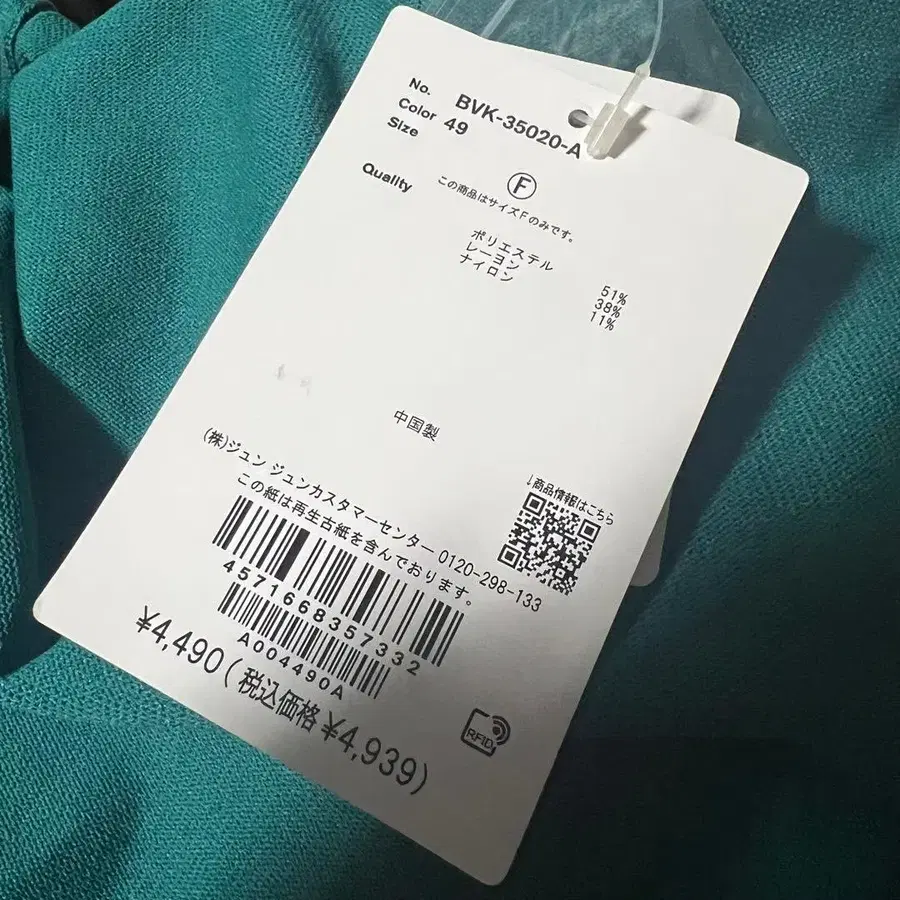 No. BVK-35020-A
Color 49
Size
F
この商品はサイズFのみです。
Quality
ポリエステル 51%
レーヨン 38%
ナイロン 11%
中国製
(株)ジュン ジュンカスタマーセンター 0120-298-133
この紙は再生古紙を含んでおります。
↓商品情報はこちら
4571668357332
A004490A
¥4,490(税込価格 ¥4,939)
RFID